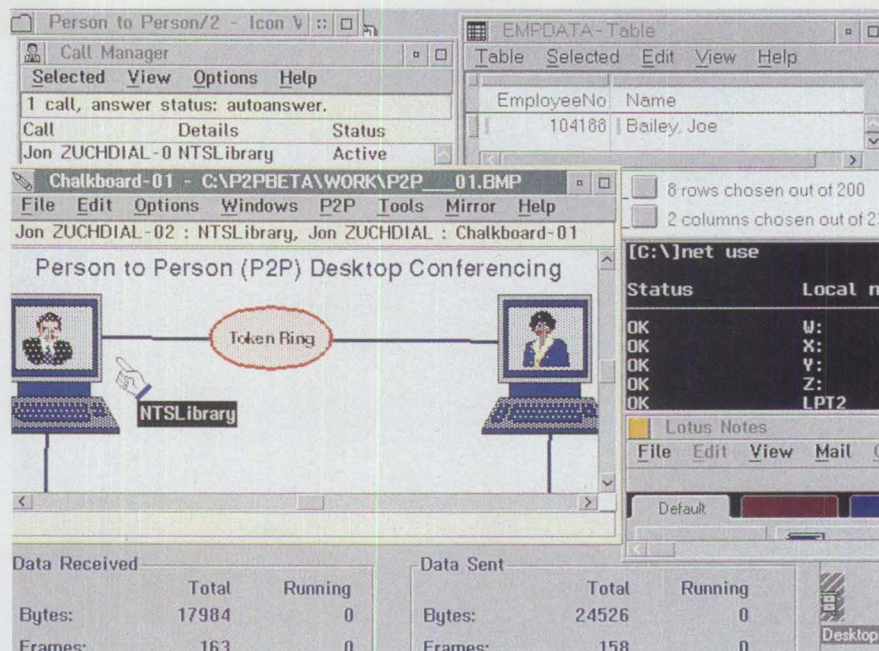 Person to Person/2 - Icon V
Call Manager
Selected View Options Help
1 call, answer status: autoanswer.
Call Details Status
Jon ZUCHDIAL-0 NTSLibrary Active
EMPDATA - Table
Table Selected Edit View Help
EmployeeNo Name
104188 Bailey, Joe
8 rows chosen out of 200
2 columns chosen out of 2
Chalkboard-01 - C:\P2PBETA\WORK\P2P___01.BMP
File Edit Options Windows P2P Tools Mirror Help
Jon ZUCHDIAL-02 : NTSLibrary, Jon ZUCHDIAL : Chalkboard-01
Person to Person (P2P) Desktop Conferencing
Token Ring
NTSLibrary
[C:\]net use
Status Local n
OK W:
OK X:
OK Y:
OK Z:
OK LPT2
Lotus Notes
File Edit View Mail
Default
Data Received
Total Running
Bytes: 17984 0
Frames: 163 0
Data Sent
Total Running
Bytes: 24526 0
Frames: 158 0
Desktop